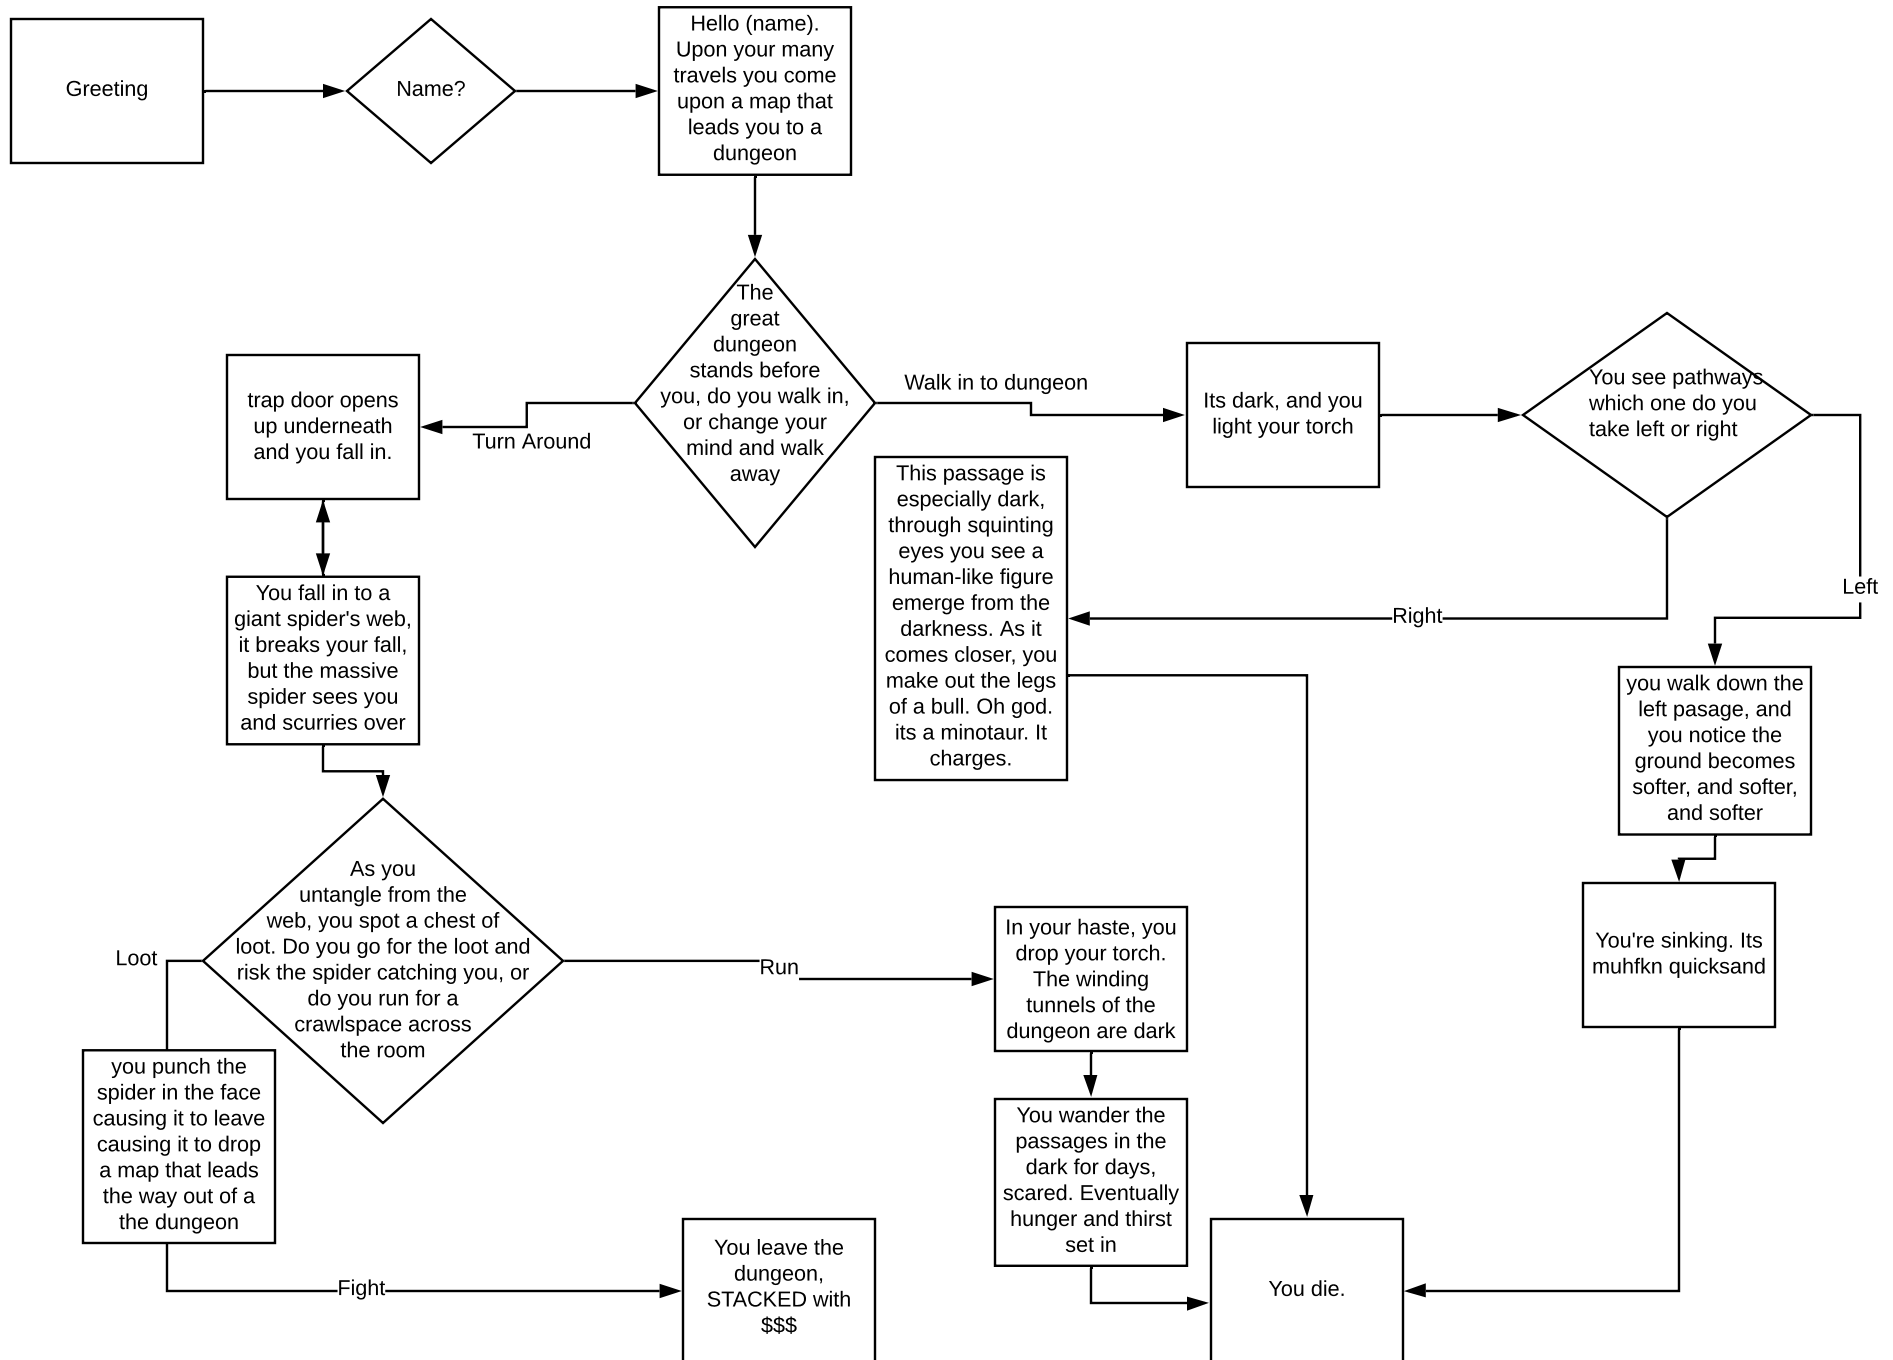 Greeting
Name?
Hello (name).
Upon your many
travels you come
upon a map that
leads you to a
dungeon
The
great
dungeon
stands before
you, do you walk in,
or change your
mind and walk
away
Turn Around
Walk in to dungeon
trap door opens
up underneath
and you fall in.
Its dark, and you
light your torch
You see pathways
which one do you
take left or right
Left
Right
This passage is
especially dark,
through squinting
eyes you see a
human-like figure
emerge from the
darkness. As it
comes closer, you
make out the legs
of a bull. Oh god.
its a minotaur. It
charges.
You fall in to a
giant spider's web,
it breaks your fall,
but the massive
spider sees you
and scurries over
you walk down the
left pasage, and
you notice the
ground becomes
softer, and softer,
and softer
As you
untangle from the
web, you spot a chest of
loot. Do you go for the loot and
risk the spider catching you, or
do you run for a
crawlspace across
the room
Loot
Run
In your haste, you
drop your torch.
The winding
tunnels of the
dungeon are dark
You're sinking. Its
muhfkn quicksand
you punch the
spider in the face
causing it to leave
causing it to drop
a map that leads
the way out of a
the dungeon
You wander the
passages in the
dark for days,
scared. Eventually
hunger and thirst
set in
Fight
You leave the
dungeon,
STACKED with
$$$
You die.